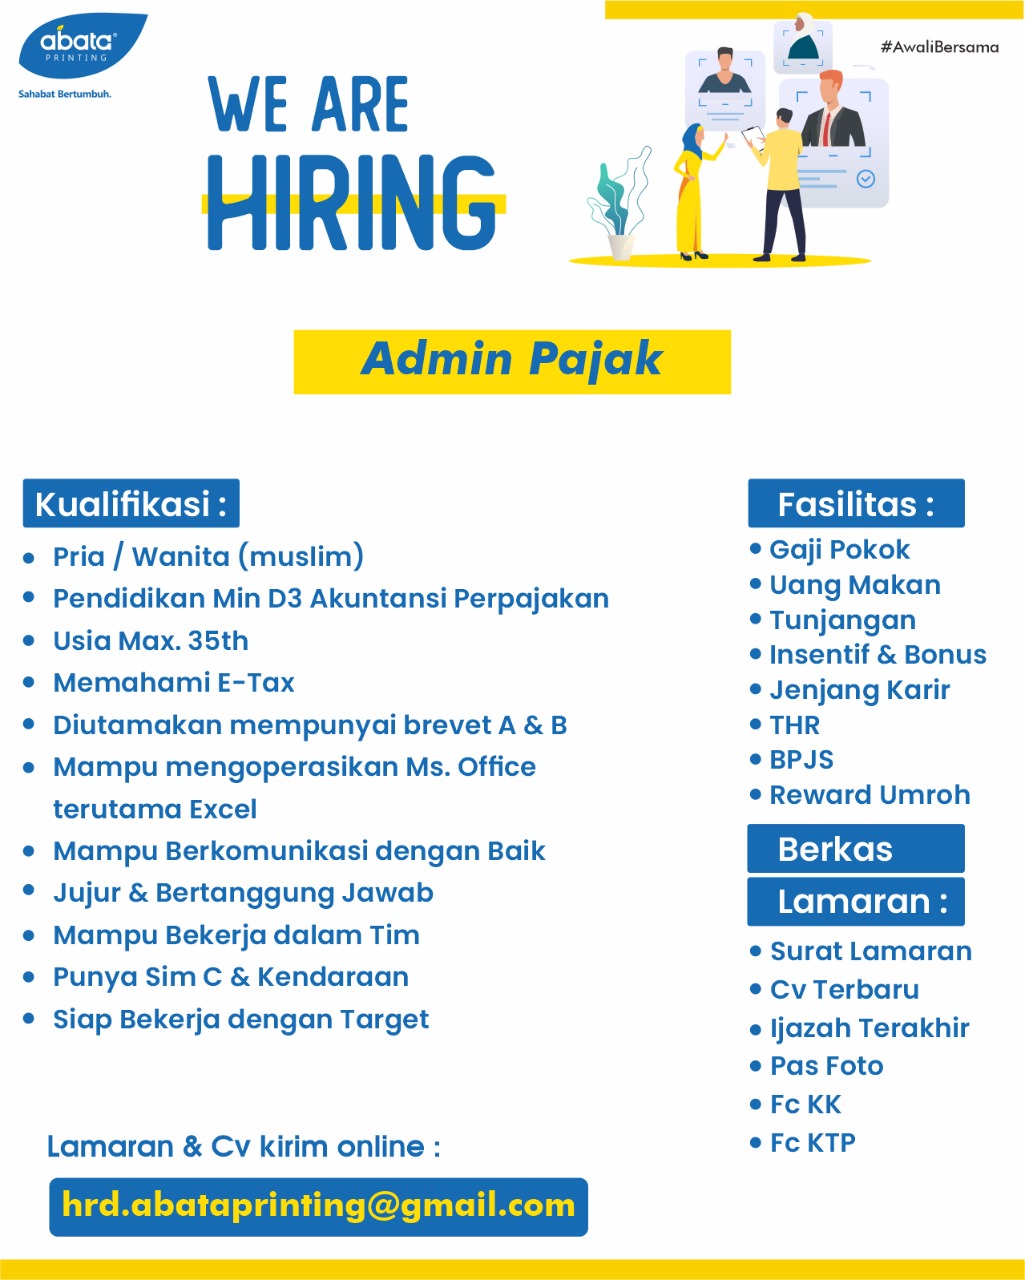 abata®
PRINTING
Sahabat Bertumbuh.
#AwaliBersama
WE ARE
HIRING
Admin Pajak
Kualifikasi :
• Pria / Wanita (muslim)
• Pendidikan Min D3 Akuntansi Perpajakan
• Usia Max. 35th
• Memahami E-Tax
• Diutamakan mempunyai brevet A & B
• Mampu mengoperasikan Ms. Office
terutama Excel
• Mampu Berkomunikasi dengan Baik
• Jujur & Bertanggung Jawab
• Mampu Bekerja dalam Tim
• Punya Sim C & Kendaraan
• Siap Bekerja dengan Target
Fasilitas :
• Gaji Pokok
• Uang Makan
• Tunjangan
• Insentif & Bonus
• Jenjang Karir
• THR
• BPJS
• Reward Umroh
Berkas
Lamaran :
• Surat Lamaran
• Cv Terbaru
• Ijazah Terakhir
• Pas Foto
• Fc KK
• Fc KTP
Lamaran & Cv kirim online :
hrd.abataprinting@gmail.com